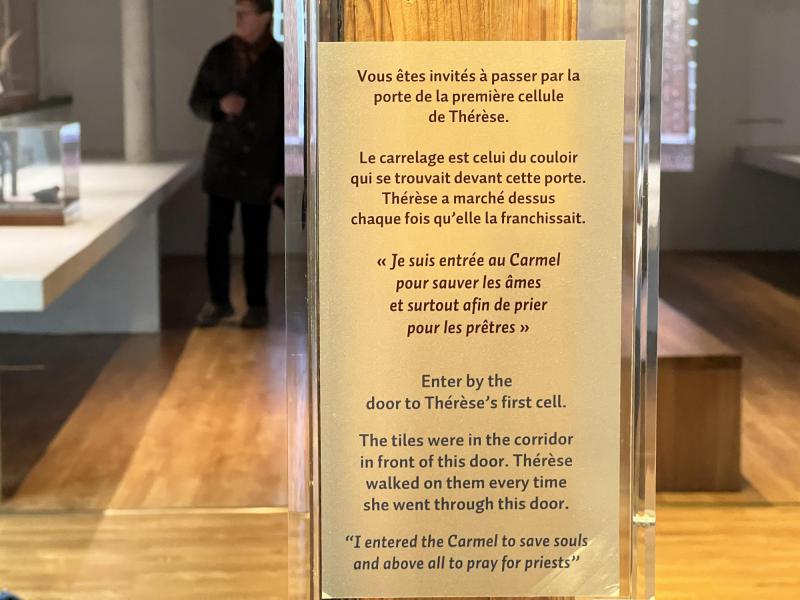 Vous êtes invités à passer par la
porte de la première cellule
de Thérèse.
Le carrelage est celui du couloir
qui se trouvait devant cette porte.
Thérèse a marché dessus
chaque fois qu’elle la franchissait.
« Je suis entrée au Carmel
pour sauver les âmes
et surtout afin de prier
pour les prêtres »
Enter by the
door to Thérèse’s first cell.
The tiles were in the corridor
in front of this door. Thérèse
walked on them every time
she went through this door.
“I entered the Carmel to save souls
and above all to pray for priests”